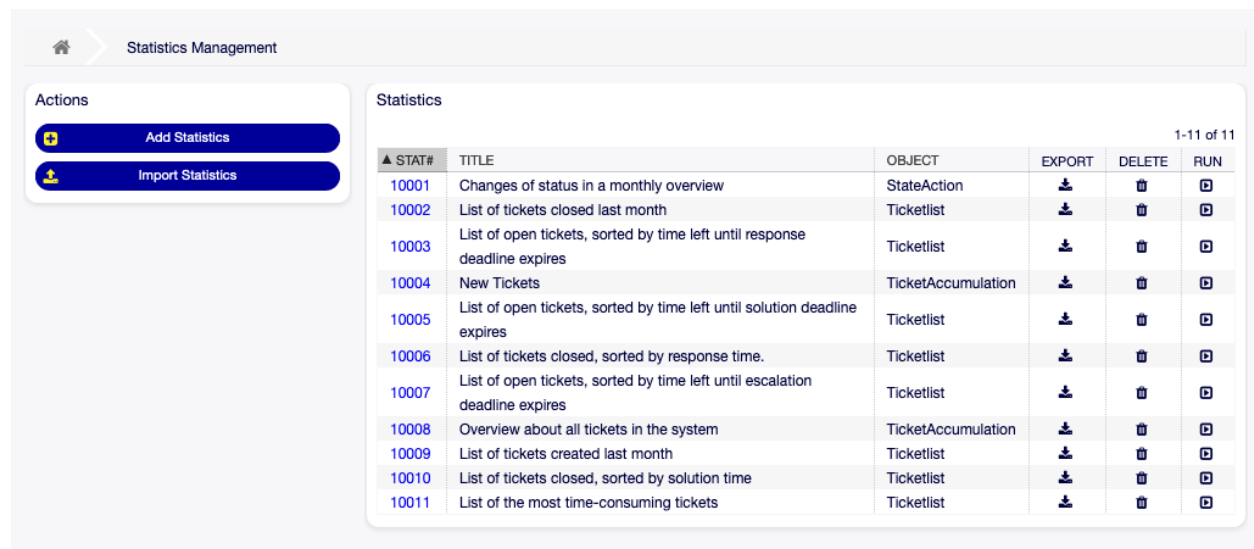 Statistics Management
Actions
Add Statistics
Import Statistics
Statistics
1-11 of 11
STAT# TITLE OBJECT EXPORT DELETE RUN
10001 Changes of status in a monthly overview StateAction
10002 List of tickets closed last month Ticketlist
10003 List of open tickets, sorted by time left until response
deadline expires Ticketlist
10004 New Tickets TicketAccumulation
10005 List of open tickets, sorted by time left until solution deadline
expires Ticketlist
10006 List of tickets closed, sorted by response time. Ticketlist
10007 List of open tickets, sorted by time left until escalation
deadline expires Ticketlist
10008 Overview about all tickets in the system TicketAccumulation
10009 List of tickets created last month Ticketlist
10010 List of tickets closed, sorted by solution time Ticketlist
10011 List of the most time-consuming tickets Ticketlist